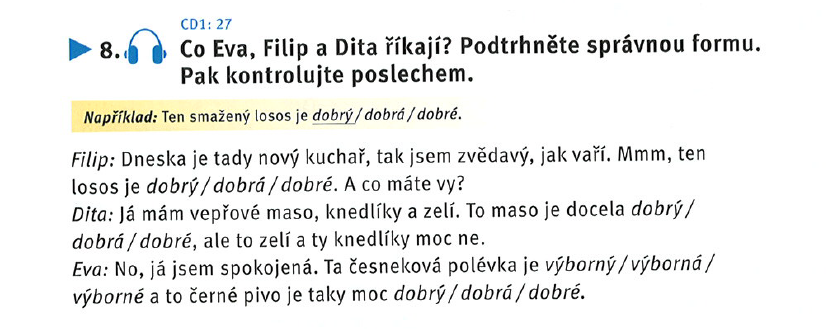 CD1: 27
8. Co Eva, Filip a Dita říkají? Podtrhněte správnou formu.
Pak kontrolujte poslechem.
Například: Ten smažený losos je dobrý / dobrá / dobré.
Filip: Dneska je tady nový kuchař, tak jsem zvědavý, jak vaří. Mmm, ten
losos je dobrý / dobrá / dobré. A co máte vy?
Dita: Já mám vepřové maso, knedlíky a zelí. To maso je docela dobrý /
dobrá / dobré, ale to zelí a ty knedlíky moc ne.
Eva: No, já jsem spokojená. Ta česneková polévka je výborný / výborná /
výborné a to černé pivo je taky moc dobrý / dobrá / dobré.